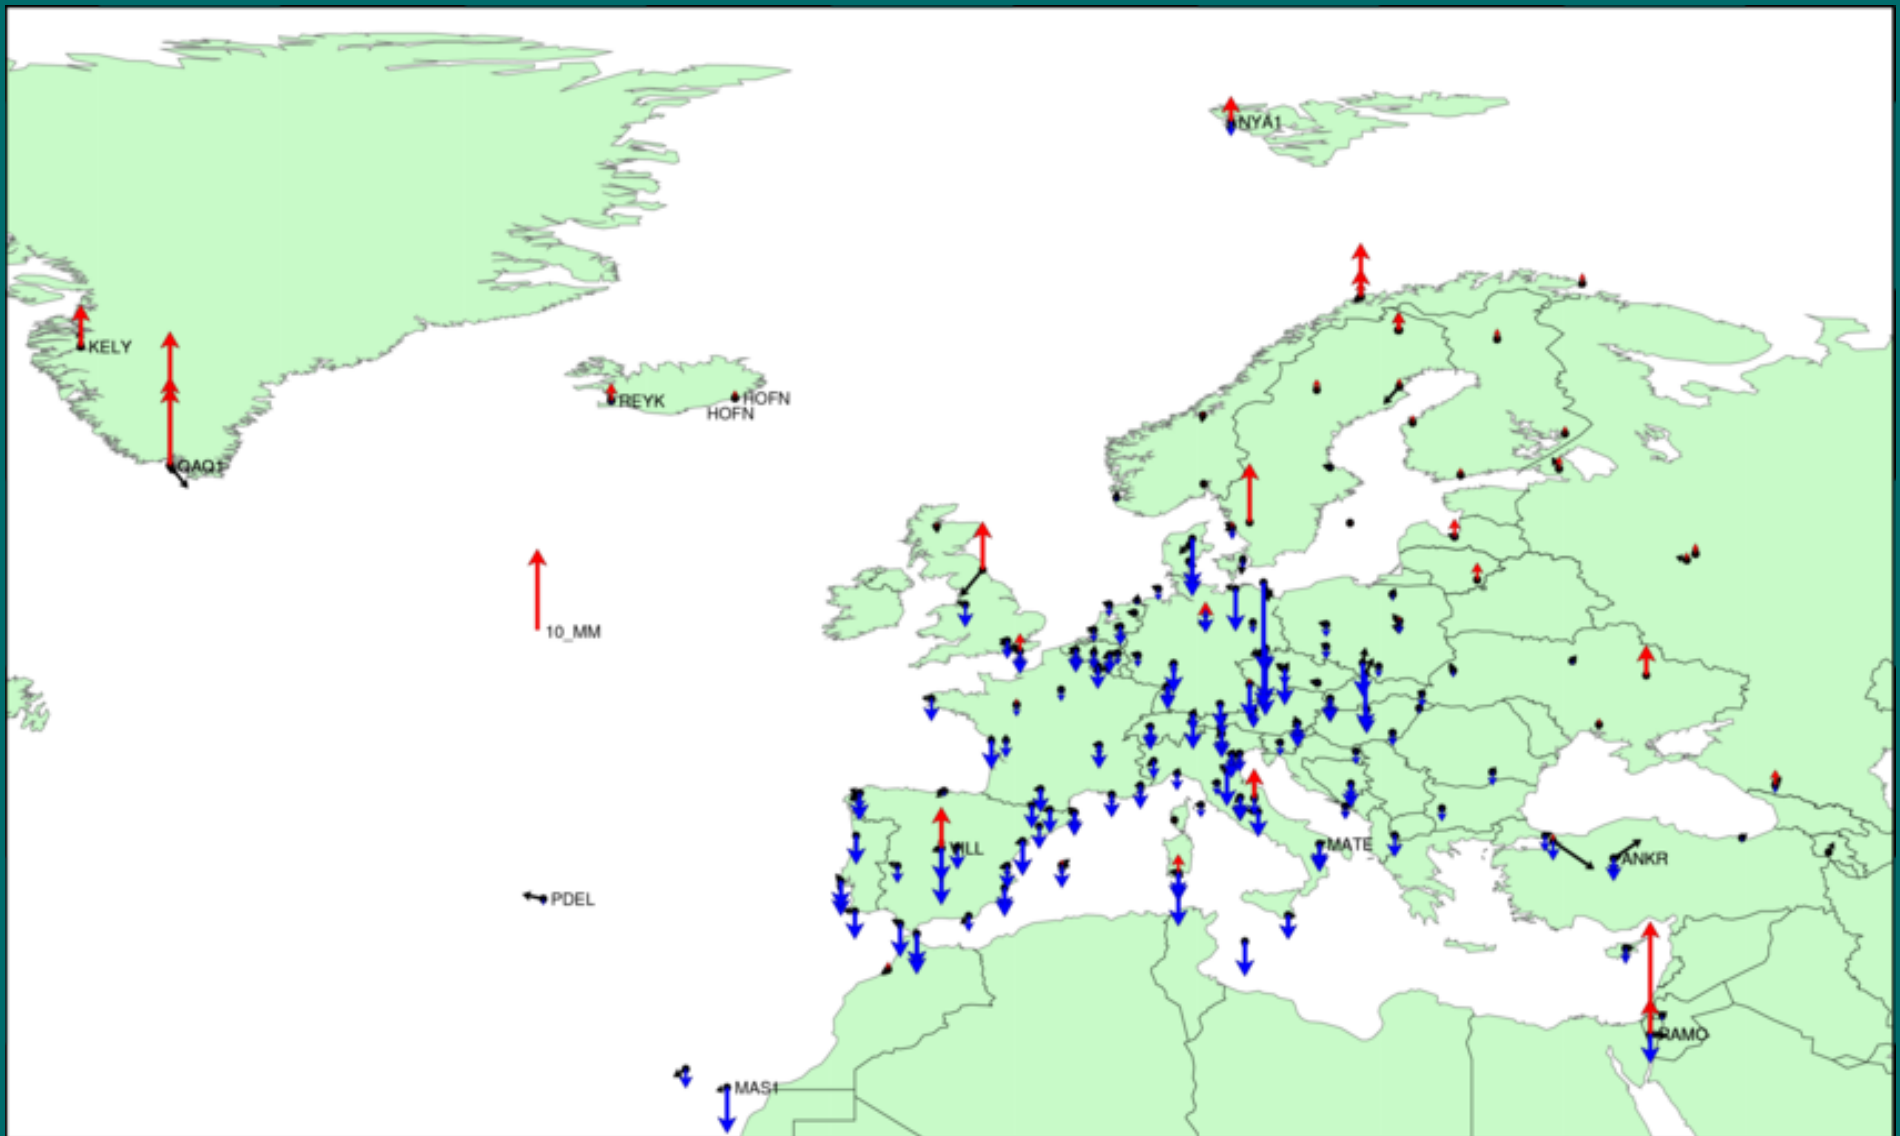 NYA1
KELY
REYK
HOFN
HOFN
QAQ1
10_MM
VILL
MATE
ANKR
PDEL
RAMO
MAS1